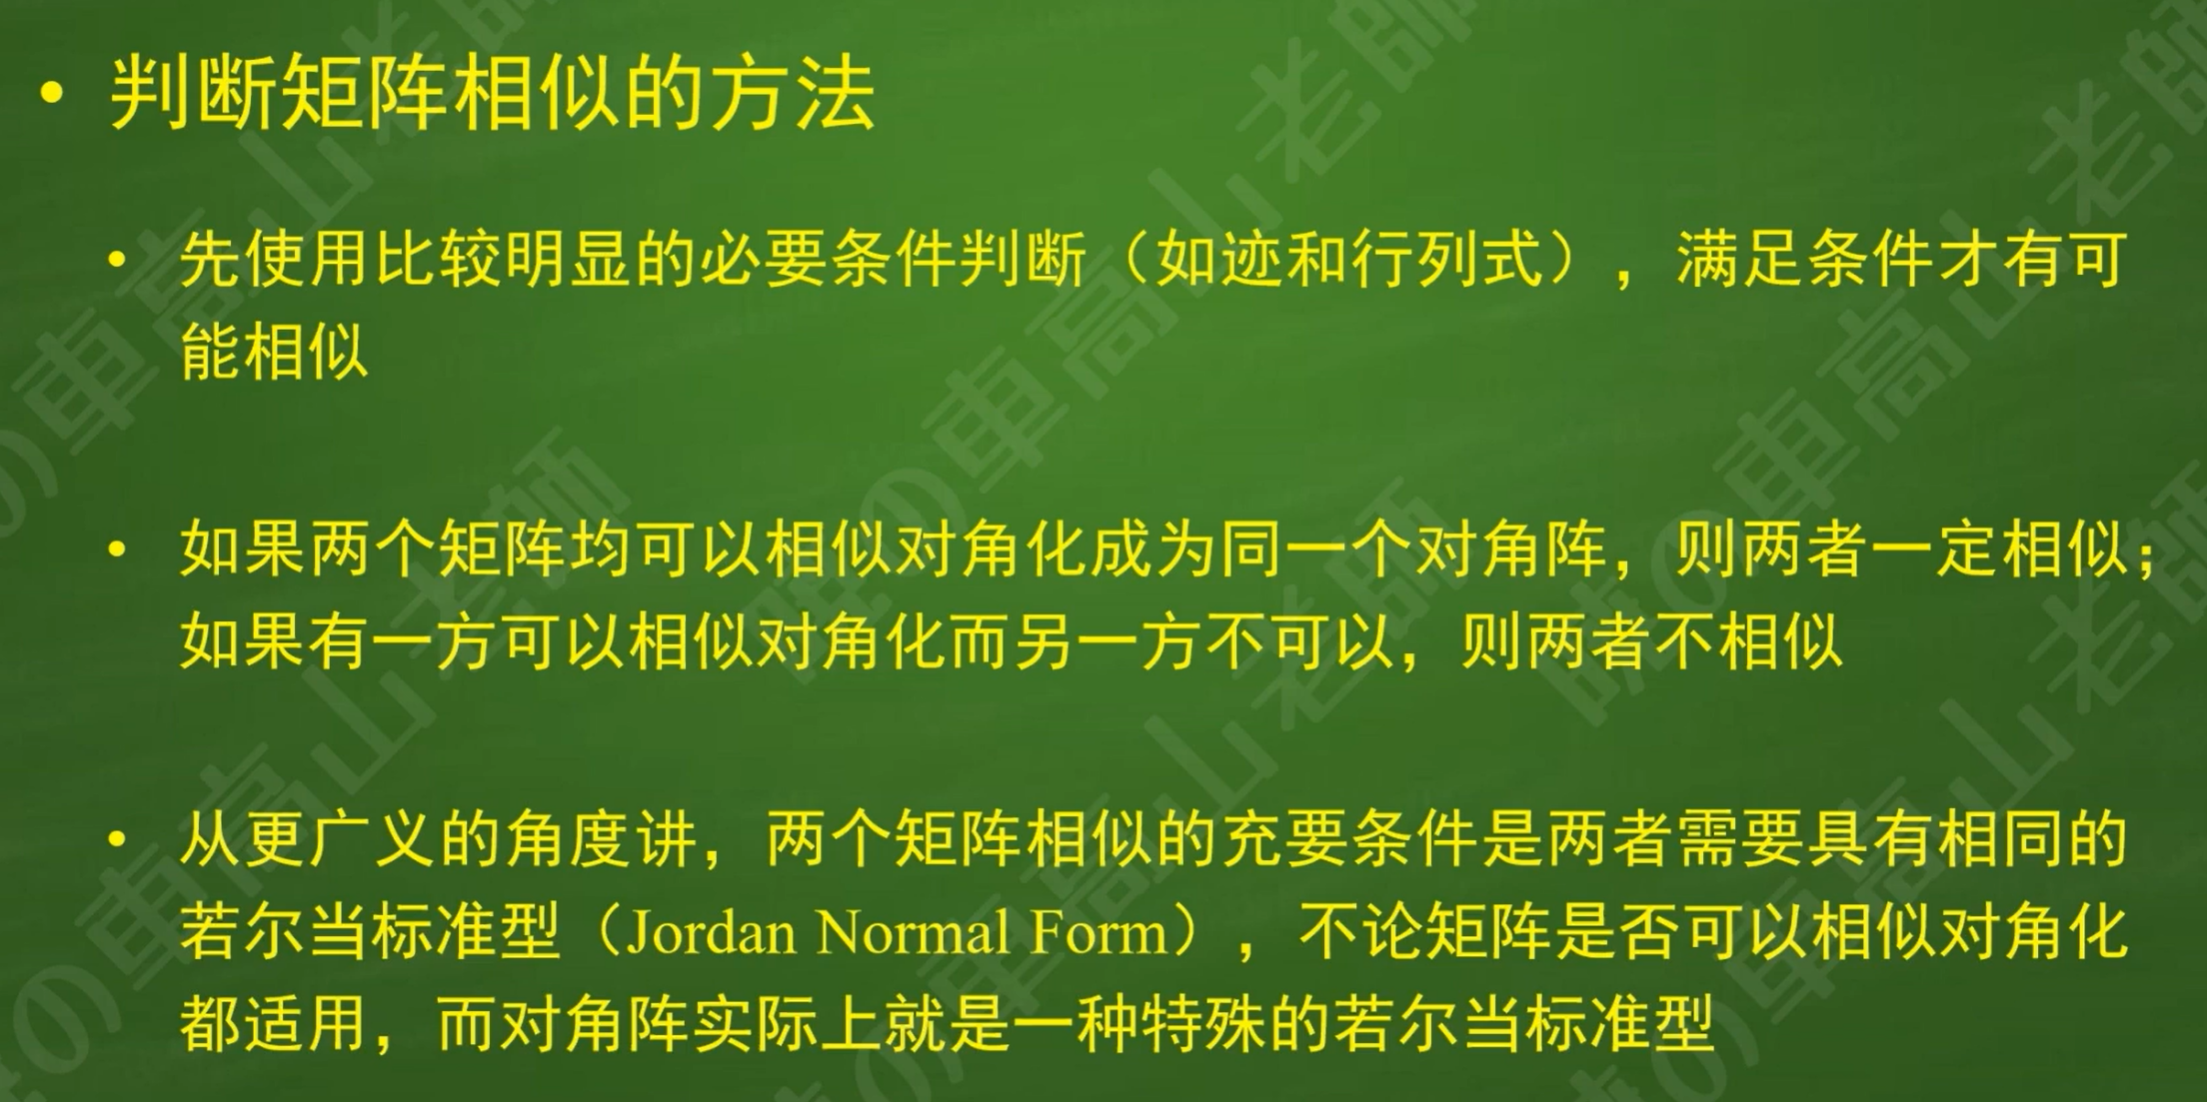 • 判断矩阵相似的方法
• 先使用比较明显的必要条件判断（如迹和行列式），满足条件才有可
能相似
• 如果两个矩阵均可以相似对角化成为同一个对角阵，则两者一定相似；
如果有一方可以相似对角化而另一方不可以，则两者不相似
• 从更广义的角度讲，两个矩阵相似的充要条件是两者需要具有相同的
若尔当标准型（Jordan Normal Form），不论矩阵是否可以相似对角化
都适用，而对角阵实际上就是一种特殊的若尔当标准型